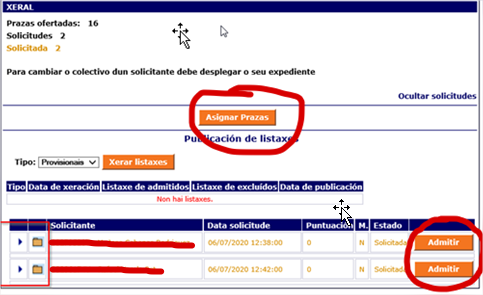 XERAL
Prazas ofertadas: 16
Solicitudes 2
Solicitada 2
Para cambiar o colectivo dun solicitante debe despregar o seu expediente
Ocultar solicitudes
Asignar Prazas
Publicación de listaxes
Tipo: Provisionais Xerar listaxes
Tipo Data de xeración Listaxe de admitidos Listaxe de excluídos Data de publicación
Non hai listaxes.
Solicitante Data solicitude Puntuación M. Estado
06/07/2020 12:38:00 0 N Solicitada Admitir
06/07/2020 12:42:00 0 N Solicitada Admitir